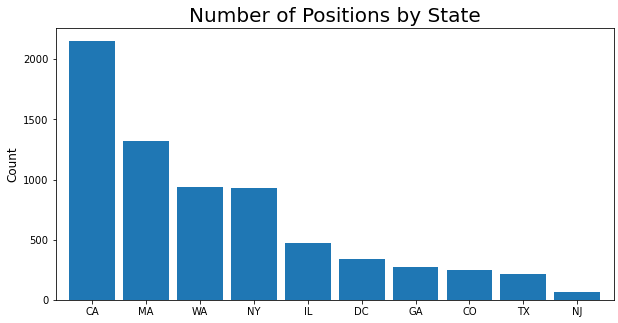 Number of Positions by State
Count
2000
1500
1000
500
0
CA MA WA NY IL DC GA CO TX NJ